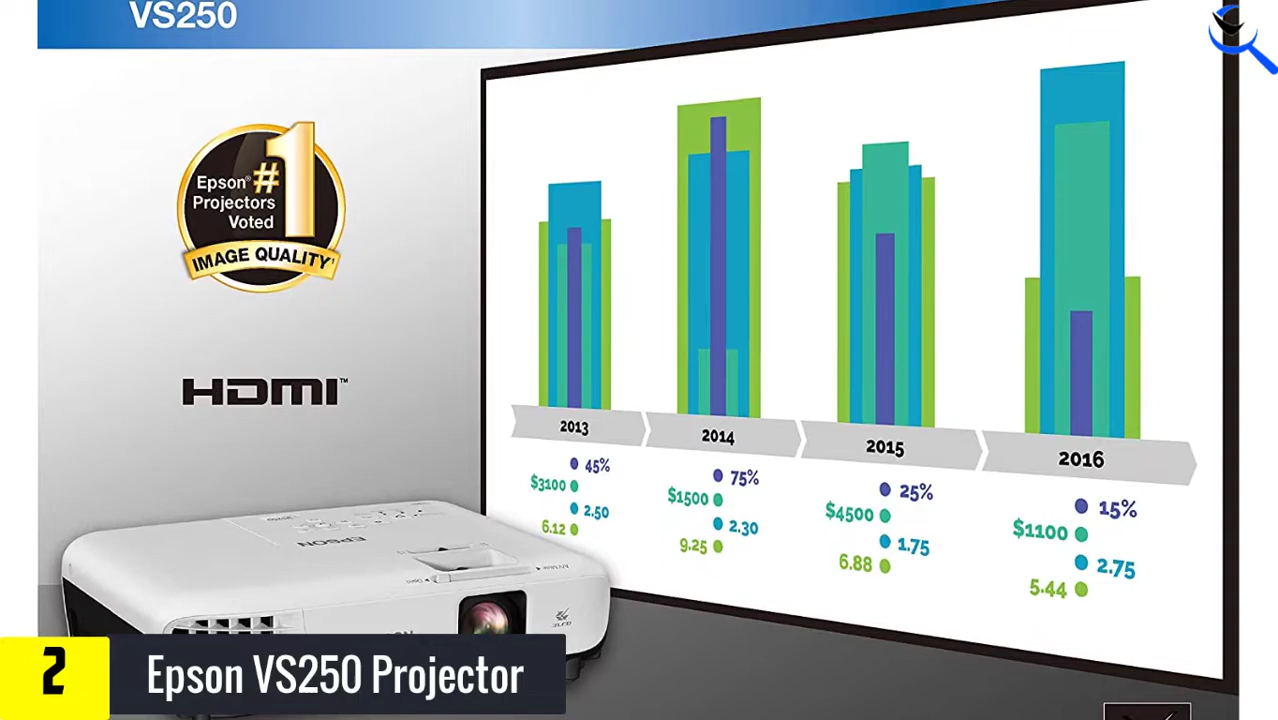 VS250
Epson® #1
Projectors
Voted
IMAGE QUALITY¹
HDMI™
2013
2014
2015
2016
45%
$3100
2.50
6.12
75%
$1500
2.30
9.25
25%
$4500
1.75
6.88
15%
$1100
2.75
5.44
EPSON
2
Epson VS250 Projector